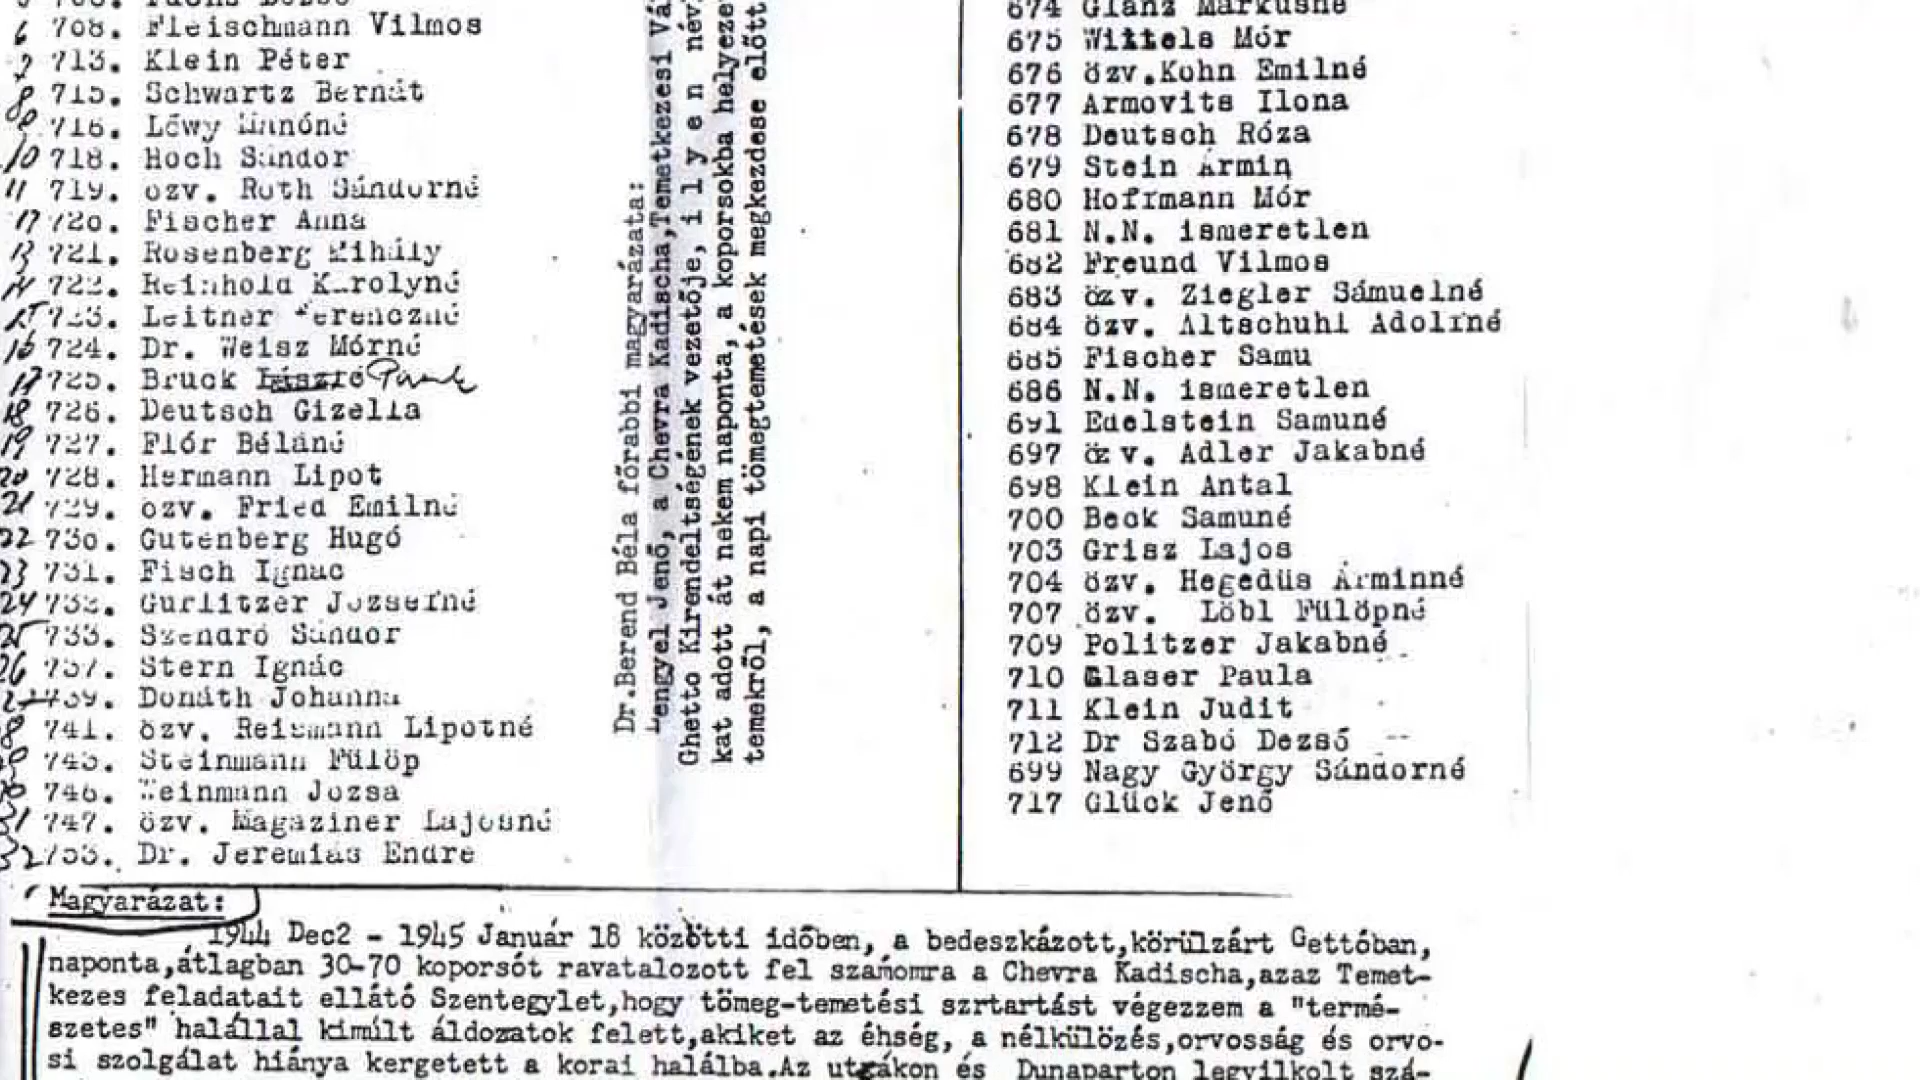 6 708. Fleischmann Vilmos
7 713. Klein Péter
8 715. Schwartz Bernát
9 716. Lőwy Manóné
10 718. Hoch Sándor
11 719. özv. Roth Sándorné
12 720. Fischer Anna
13 721. Rosenberg Mihály
14 722. Reinhold Károlyné
15 723. Leitner Ferenczné
16 724. Dr. Weisz Mórné
17 725. Bruck
18 726. Deutsch Gizella
19 727. Flór Béláné
20 728. Hermann Lipot
21 729. özv. Fried Emilné
22 730. Gutenberg Hugó
23 731. Fisch Ignác
24 732. Gurlitzer Józsefné
25 733. Szendrő Sándor
26 737. Stern Ignác
27 739. Donáth Johanna
741. özv. Reismann Lipotné
Steinmann Fülöp
746. Weinmann Józsa
31 747. özv. Magaziner Lajosné
32 Dr. Jeremiás Endre
Dr.Berend Béla főrabbi magyarázata:
Lengyel Jenő, a Chevra Kadischa,Temetkezesi
Ghetto Kirendeltségének vezetője, i l y e n név
kat adott át nekem naponta, a koporsokba helyeze
temekről, a napi tömegtemetések megkezdese előtt
674 Glanz Markusné
675 Wittels Mór
676 özv.Kohn Emilné
677 Armovits Ilona
678 Deutsch Róza
679 Stein Ármin
680 Hoffmann Mór
681 N.N. ismeretlen
682 Freund Vilmos
683 özv. Ziegler Sámuelné
684 özv. Altschuhl Adolfné
685 Fischer Samu
686 N.N. ismeretlen
691 Edelstein Samuné
697 özv. Adler Jakabné
698 Klein Antal
700 Beck Samuné
703 Grisz Lajos
704 özv. Hegedüs Árminné
707 özv. Löbl Fülöpné
709 Politzer Jakabné
710 Glaser Paula
711 Klein Judit
712 Dr Szabó Dezső
699 Nagy György Sándorné
717 Glück Jenő
Magyarázat:
1944 Dec2 - 1945 Január 18 közötti időben, a bedeszkázott,körülzárt Gettóban,
naponta,átlagban 30-70 koporsót ravatalozott fel számomra a Chevra Kadischa,azaz Temet-
kezes feladatait ellátó Szentegylet,hogy tömeg-temetési szrtartást végezzem a "termé-
szetes" halállal kimúlt áldozatok felett,akiket az éhség, a nélkülözés,orvosság és orvo-
si szolgálat hiánya kergetett a korai halálba.Az utcákon és Dunaparton legyilkolt szá-